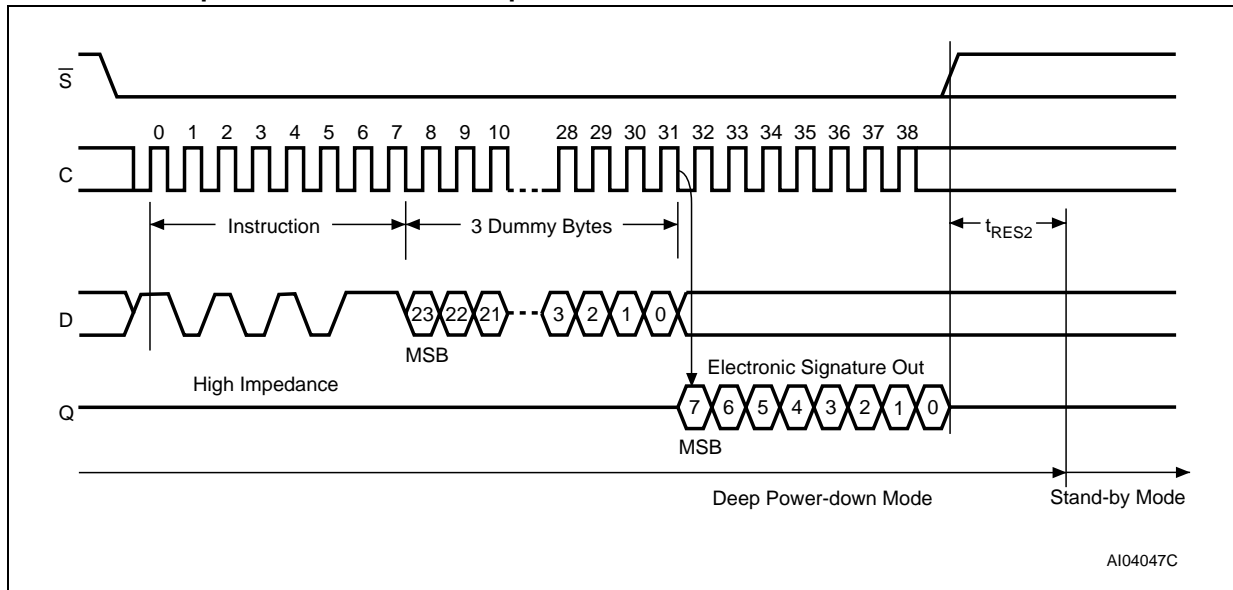 S
0 1 2 3 4 5 6 7 8 9 10 28 29 30 31 32 33 34 35 36 37 38
C
Instruction 3 Dummy Bytes tRES2
D 23 22 21 3 2 1 0
MSB
High Impedance Electronic Signature Out
Q 7 6 5 4 3 2 1 0
MSB
Deep Power-down Mode Stand-by Mode
AI04047C